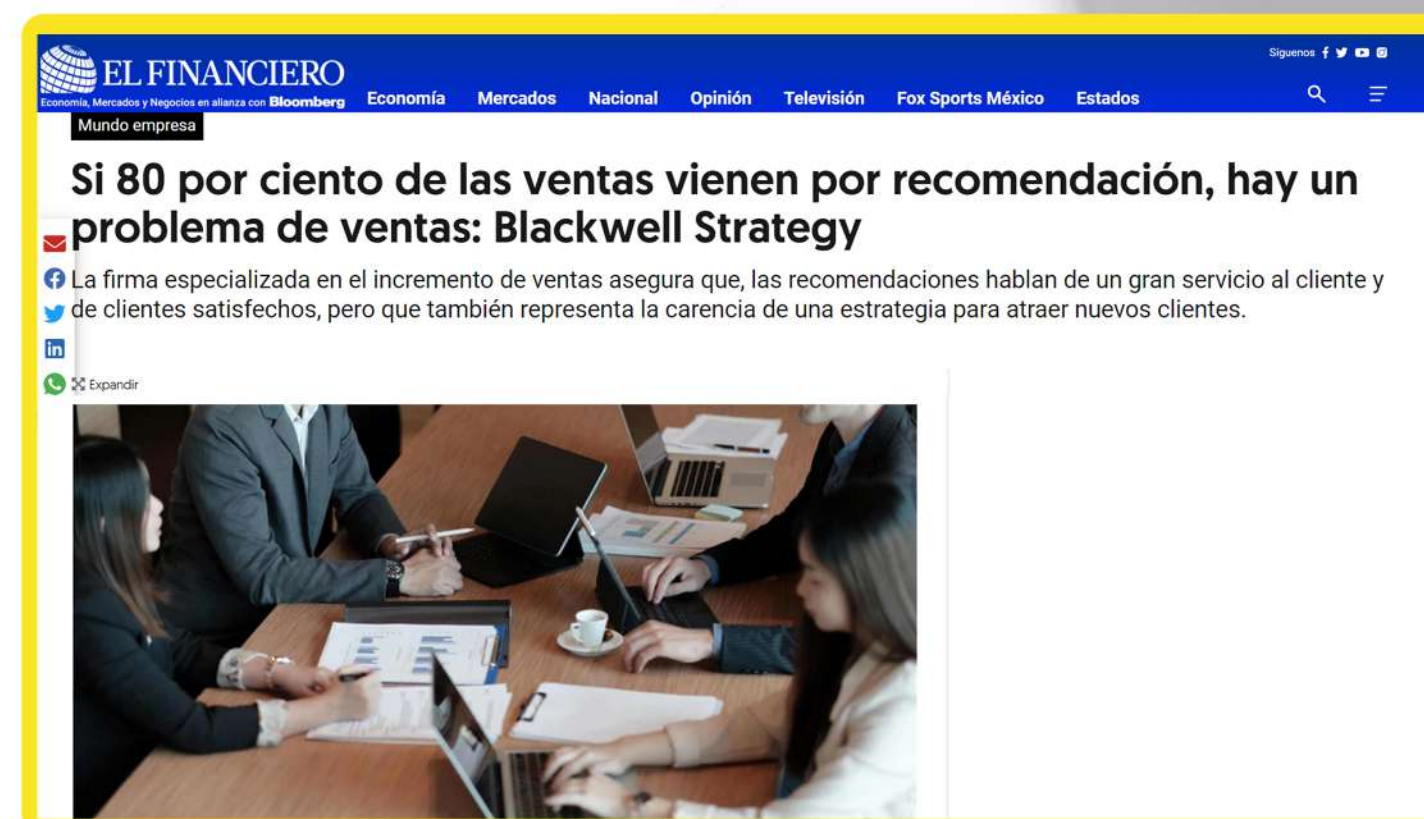 Siguenos
EL FINANCIERO
Economía, Mercados y Negocios en alianza con Bloomberg
Economía Mercados Nacional Opinión Televisión Fox Sports México Estados
Mundo empresa
Si 80 por ciento de las ventas vienen por recomendación, hay un
problema de ventas: Blackwell Strategy
La firma especializada en el incremento de ventas asegura que, las recomendaciones hablan de un gran servicio al cliente y
de clientes satisfechos, pero que también representa la carencia de una estrategia para atraer nuevos clientes.
Expandir